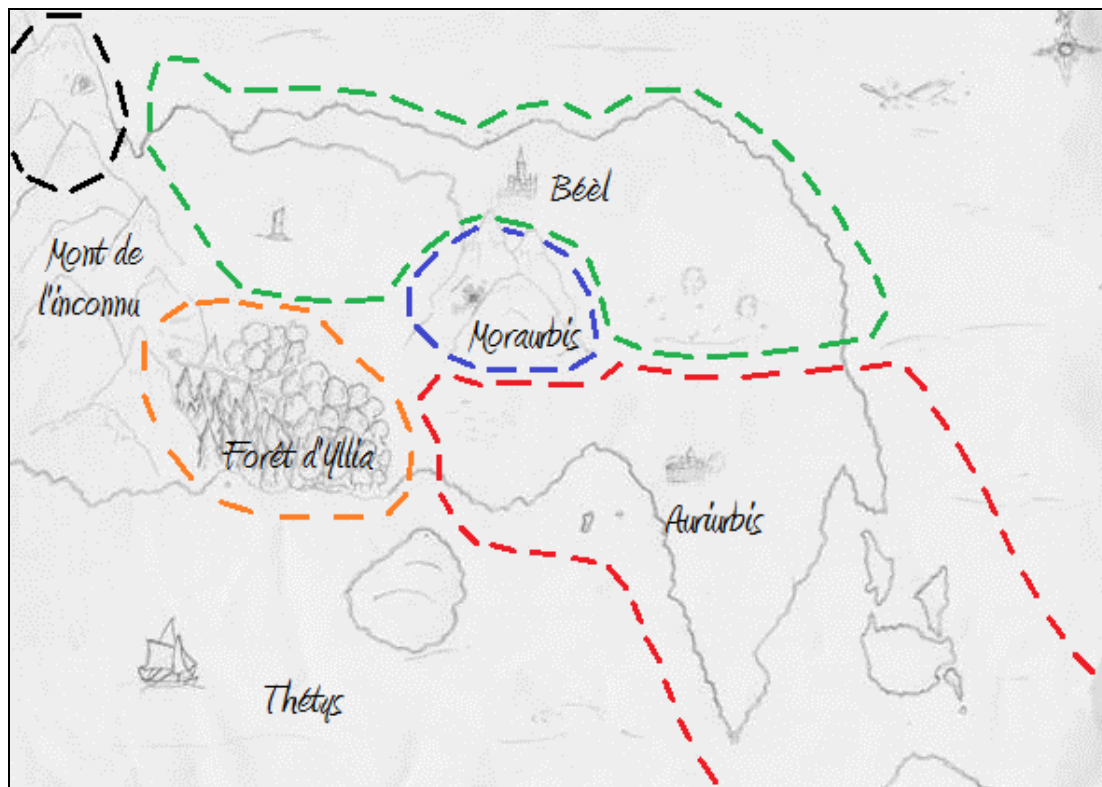 Béèl
Mont de
l'inconnu
Moraurbis
Forêt d'Yllia
Auriurbis
Thétys